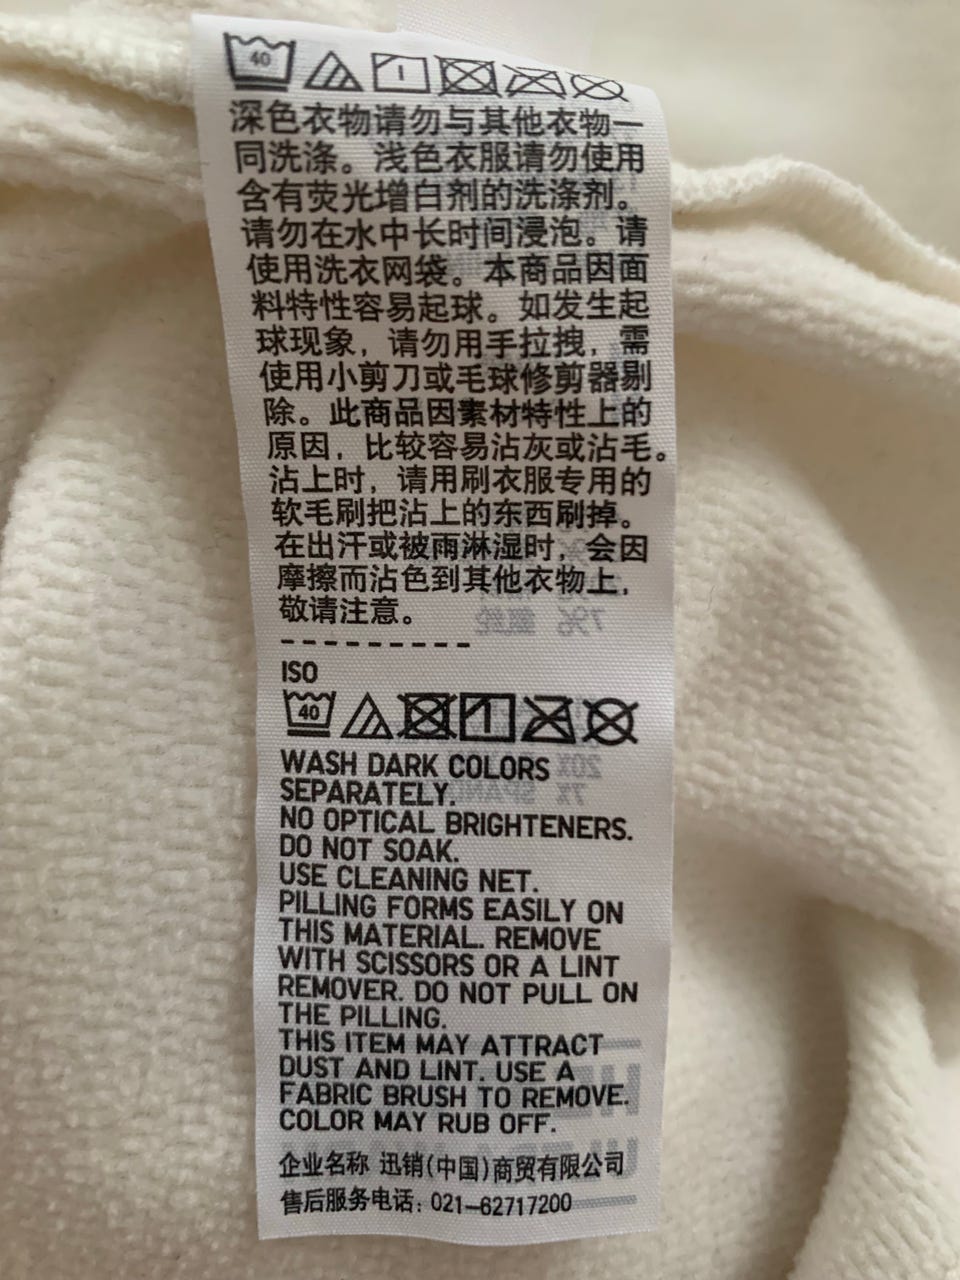 40
深色衣物请勿与其他衣物一
同洗涤。浅色衣服请勿使用
含有荧光增白剂的洗涤剂。
请勿在水中长时间浸泡。请
使用洗衣网袋。本商品因面
料特性容易起球。如发生起
球现象，请勿用手拉拽，需
使用小剪刀或毛球修剪器剔
除。此商品因素材特性上的
原因，比较容易沾灰或沾毛。
沾上时，请用刷衣服专用的
软毛刷把沾上的东西刷掉。
在出汗或被雨淋湿时，会因
摩擦而沾色到其他衣物上，
敬请注意。
7% 氨纶
ISO
40
WASH DARK COLORS
SEPARATELY.
NO OPTICAL BRIGHTENERS.
DO NOT SOAK.
USE CLEANING NET.
PILLING FORMS EASILY ON
THIS MATERIAL. REMOVE
WITH SCISSORS OR A LINT
REMOVER. DO NOT PULL ON
THE PILLING.
THIS ITEM MAY ATTRACT
DUST AND LINT. USE A
FABRIC BRUSH TO REMOVE.
COLOR MAY RUB OFF.
企业名称 迅销(中国)商贸有限公司
售后服务电话: 021-62717200